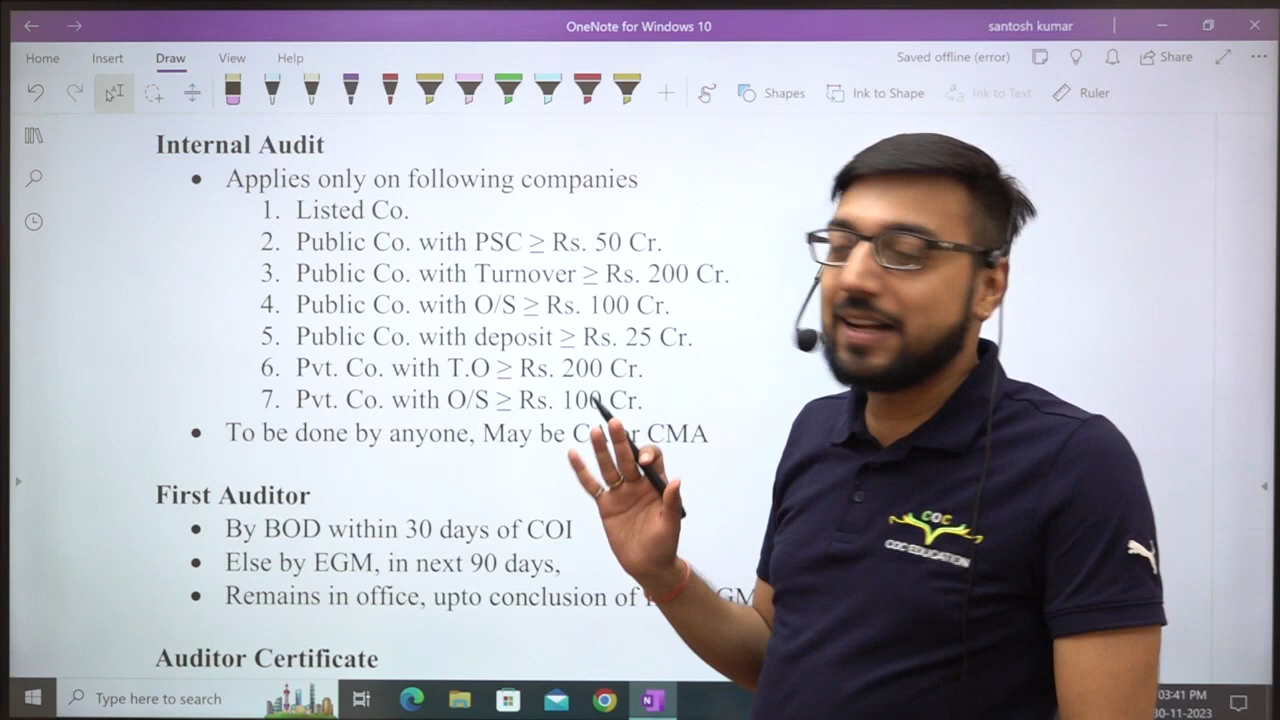 OneNote for Windows 10
santosh kumar
Home Insert Draw View Help
Saved offline (error)
Share
Shapes
Ink to Shape
Ink to Text
Ruler
Internal Audit
• Applies only on following companies
1. Listed Co.
2. Public Co. with PSC ≥ Rs. 50 Cr.
3. Public Co. with Turnover ≥ Rs. 200 Cr.
4. Public Co. with O/S ≥ Rs. 100 Cr.
5. Public Co. with deposit ≥ Rs. 25 Cr.
6. Pvt. Co. with T.O ≥ Rs. 200 Cr.
7. Pvt. Co. with O/S ≥ Rs. 100 Cr.
• To be done by anyone, May be CA or CMA
First Auditor
• By BOD within 30 days of COI
• Else by EGM, in next 90 days,
• Remains in office, upto conclusion of
Auditor Certificate
COC
COC EDUCATION
Type here to search
03:41 PM
30-11-2023